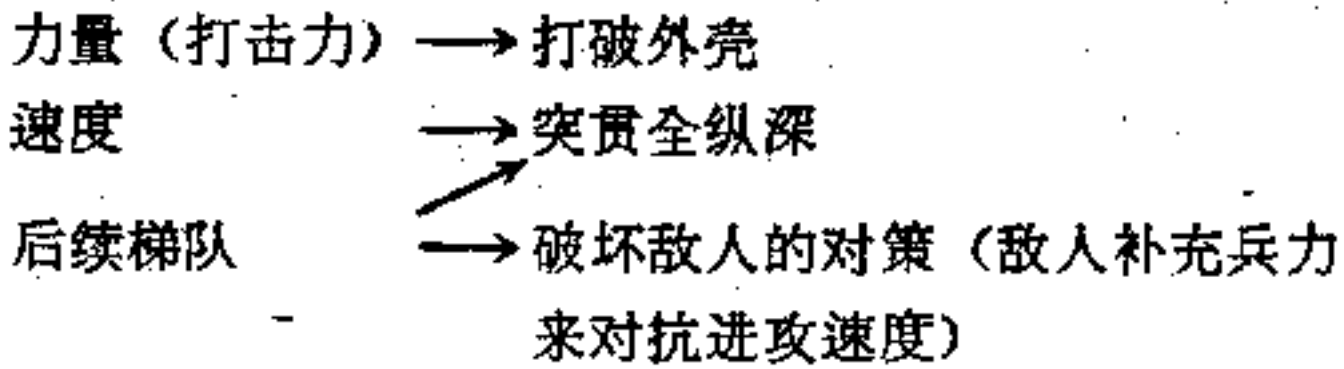 力量（打击力）→打破外壳
速度 →突贯全纵深
后续梯队 →破坏敌人的对策（敌人补充兵力
来对抗进攻速度）